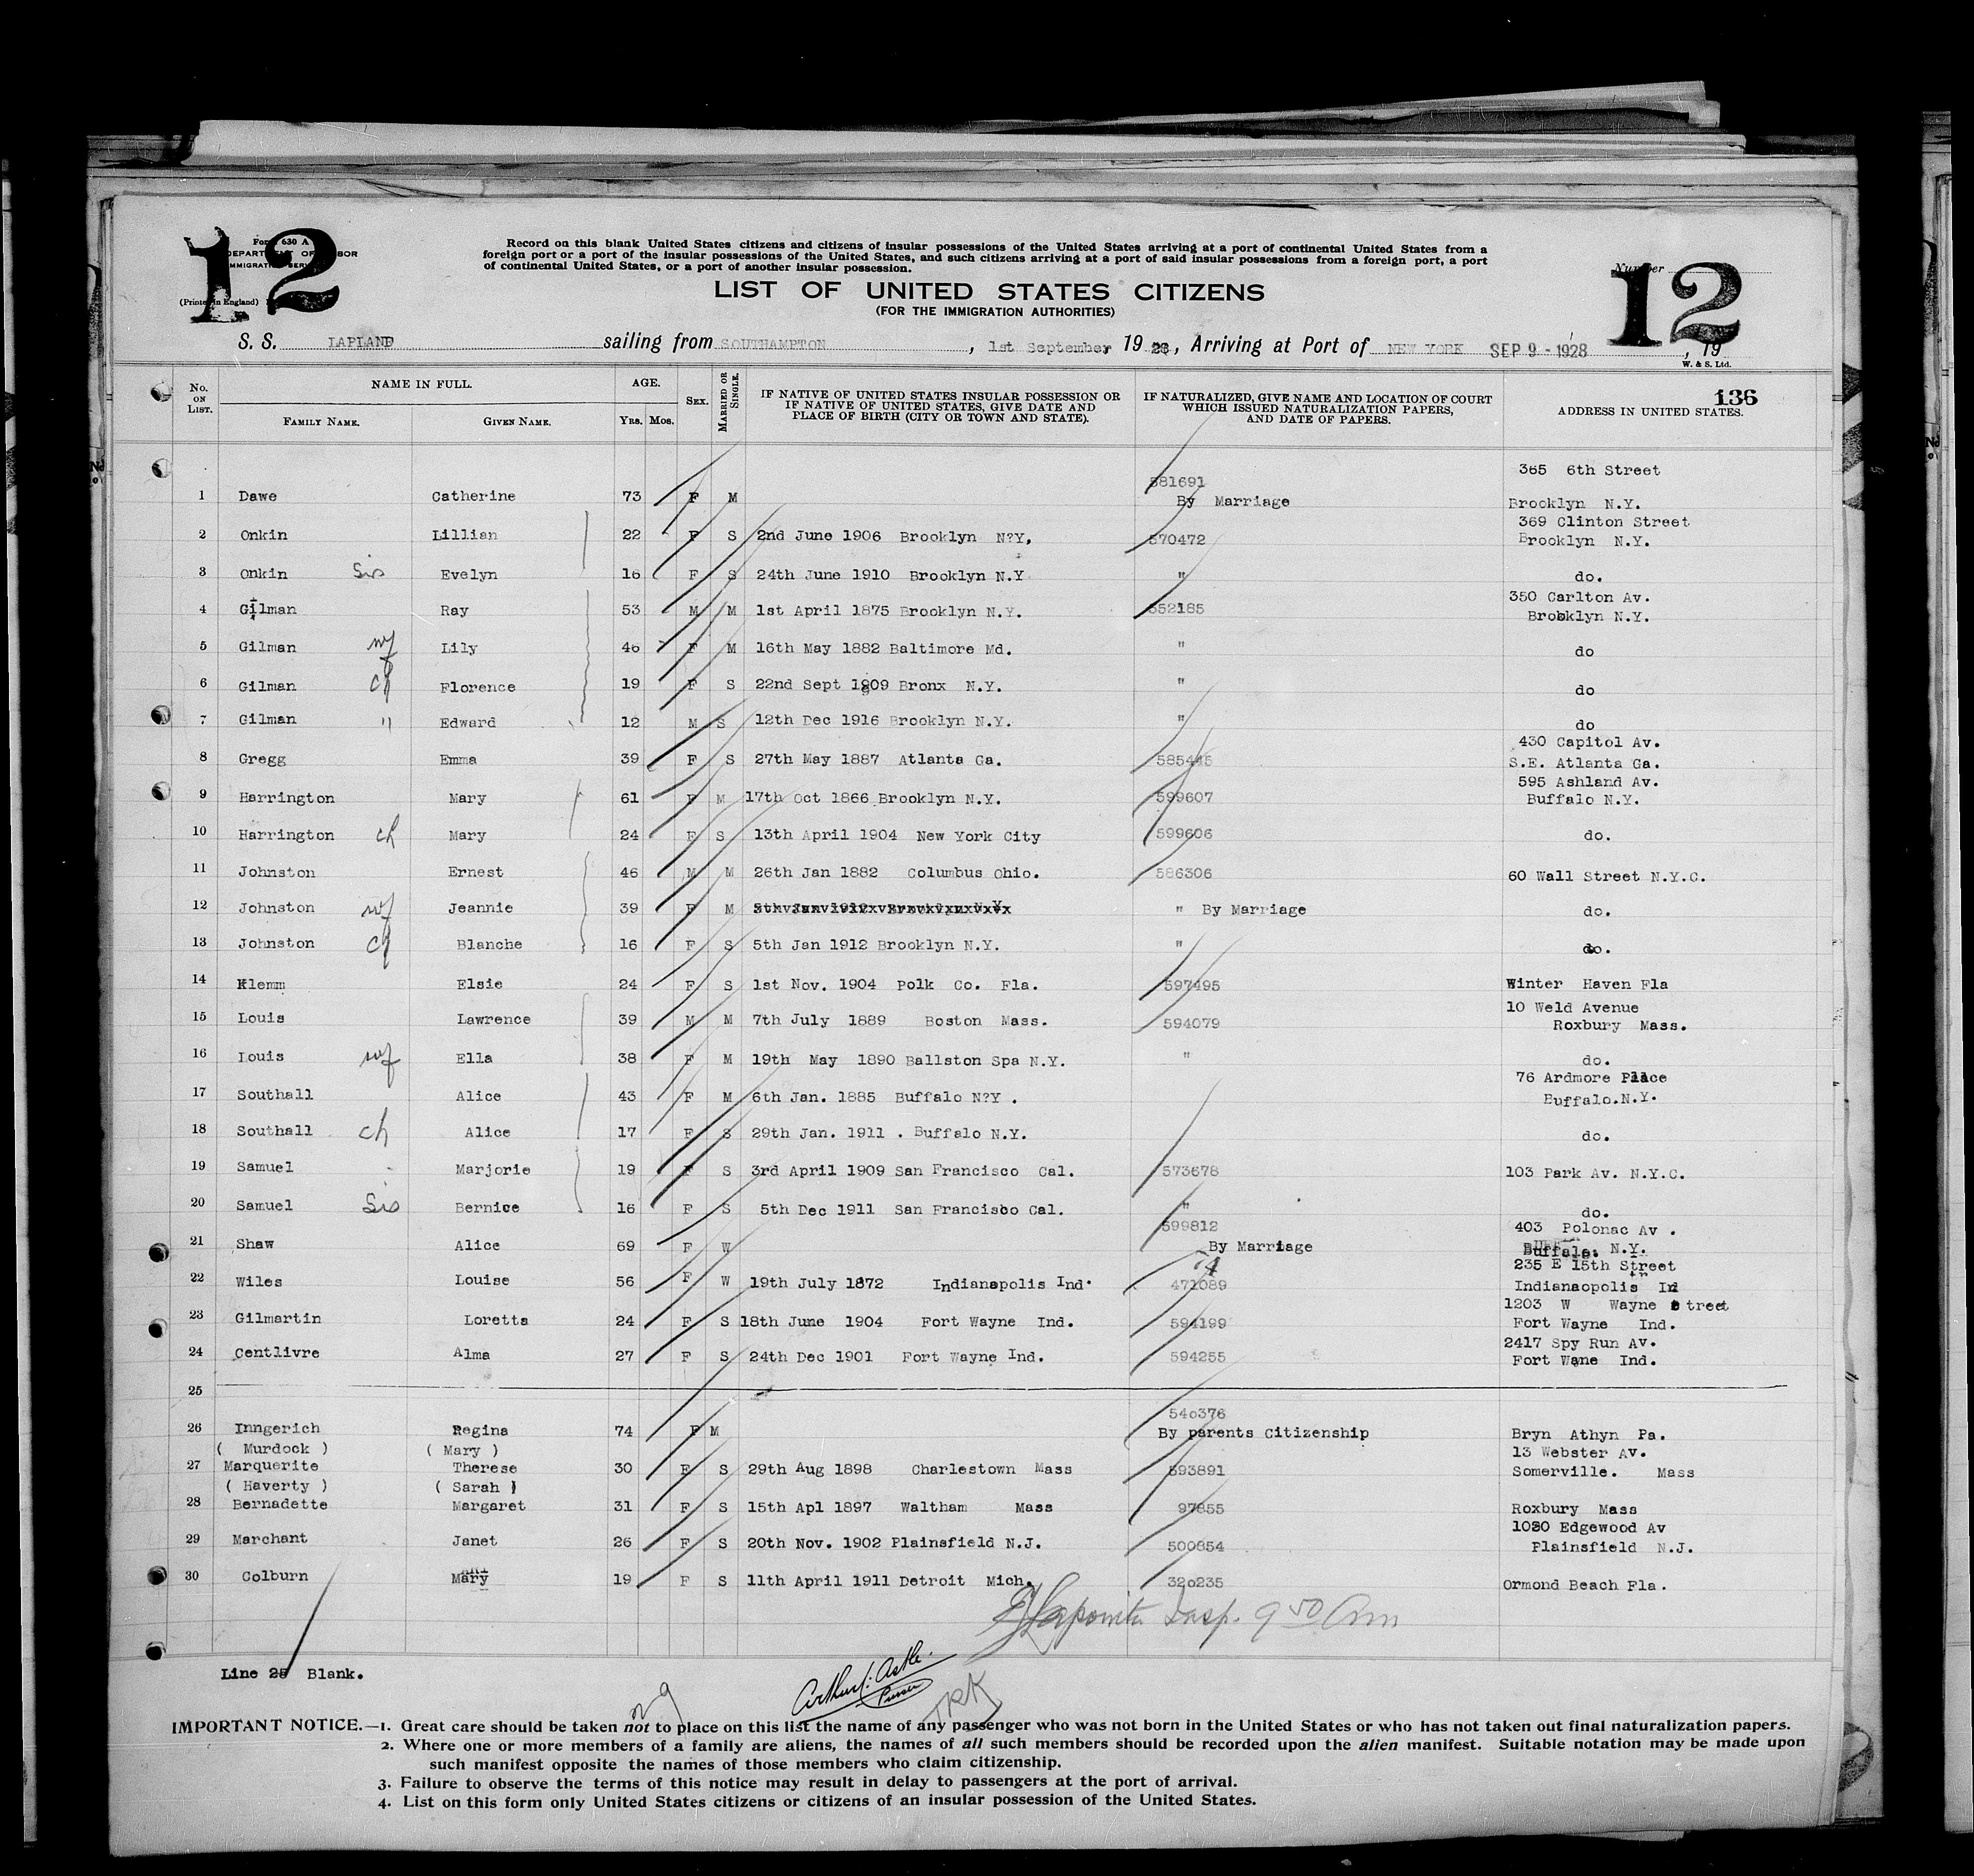 12
Form 630 A
DEPARTMENT OF LABOR
IMMIGRATION SERVICE
(Printed in England)
Record on this blank United States citizens and citizens of insular possessions of the United States arriving at a port of continental United States from a
foreign port or a port of the insular possessions of the United States, and such citizens arriving at a port of said insular possessions from a foreign port, a port
of continental United States, or a port of another insular possession.
Number
12
LIST OF UNITED STATES CITIZENS
(FOR THE IMMIGRATION AUTHORITIES)
S. S. LAPLAND sailing from SOUTHAMPTON, 1st September, 1928, Arriving at Port of NEW YORK SEP 9 - 1928, 19
W. & S. Ltd.
136
No. ON LIST. NAME IN FULL. FAMILY NAME. GIVEN NAME. AGE. Yrs. Mos. SEX. MARRIED OR SINGLE. IF NATIVE OF UNITED STATES INSULAR POSSESSION OR IF NATIVE OF UNITED STATES, GIVE DATE AND PLACE OF BIRTH (CITY OR TOWN AND STATE). IF NATURALIZED, GIVE NAME AND LOCATION OF COURT WHICH ISSUED NATURALIZATION PAPERS, AND DATE OF PAPERS. ADDRESS IN UNITED STATES.
581691 365 6th Street
1 Dawe Catherine 73 F M By Marriage Brooklyn N.Y.
369 Clinton Street
2 Onkin Lillian 22 F S 2nd June 1906 Brooklyn N?Y, 570472 Brooklyn N.Y.
3 Onkin Sis Evelyn 16 F S 24th June 1910 Brooklyn N.Y " do.
350 Carlton Av.
4 Gilman Ray 53 M M 1st April 1875 Brooklyn N.Y. 552185 Brooklyn N.Y.
5 Gilman wf Lily 46 F M 16th May 1882 Baltimore Md. " do
6 Gilman ch Florence 19 F S 22nd Sept 1909 Bronx N.Y. " do
7 Gilman " Edward 12 M S 12th Dec 1916 Brooklyn N.Y. " do
430 Capitol Av.
8 Gregg Emma 39 F S 27th May 1887 Atlanta Ga. 585445 S.E. Atlanta Ga.
595 Ashland Av.
9 Harrington Mary 61 F M 17th Oct 1866 Brooklyn N.Y. 599607 Buffalo N.Y.
10 Harrington ch Mary 24 F S 13th April 1904 New York City 599606 do.
11 Johnston Ernest 46 M M 26th Jan 1882 Columbus Ohio. 586306 60 Wall Street N.Y.C.
12 Johnston wf Jeannie 39 F M " By Marriage do.
13 Johnston ch Blanche 16 F S 5th Jan 1912 Brooklyn N.Y. " do.
14 Klemm Elsie 24 F S 1st Nov. 1904 Polk Co. Fla. 597495 Winter Haven Fla
10 Weld Avenue
15 Louis Lawrence 39 M M 7th July 1889 Boston Mass. 594079 Roxbury Mass.
16 Louis wf Ella 38 F M 19th May 1890 Ballston Spa N.Y. " do.
76 Ardmore Place
17 Southall Alice 43 F M 6th Jan. 1885 Buffalo N?Y . Buffalo.N.Y.
18 Southall ch Alice 17 F S 29th Jan. 1911 . Buffalo N.Y. do.
19 Samuel Marjorie 19 F S 3rd April 1909 San Francisco Cal. 573678 103 Park Av. N.Y.C.
20 Samuel Sis Bernice 16 F S 5th Dec 1911 San Francisbo Cal. " do.
599812 403 Polonac Av .
21 Shaw Alice 69 F W By Marriage Buffalo. N.Y.
235 E 15th Street
22 Wiles Louise 56 F W 19th July 1872 Indianapolis Ind. 471089 Indianaopolis In
1203 W Wayne Street
23 Gilmartin Loretta 24 F S 18th June 1904 Fort Wayne Ind. 594199 Fort Wayne Ind.
2417 Spy Run Av.
24 Centlivre Alma 27 F S 24th Dec 1901 Fort Wayne Ind. 594255 Fort Wane Ind.
25
540376
26 Inngerich Regina 74 F M By parents Citizenship Bryn Athyn Pa.
( Murdock ) ( Mary ) 13 Webster Av.
27 Marquerite Therese 30 F S 29th Aug 1898 Charlestown Mass 593891 Somerville. Mass
( Haverty ) ( Sarah )
28 Bernadette Margaret 31 F S 15th Apl 1897 Waltham Mass 97855 Roxbury Mass
1030 Edgewood Av
29 Marchant Janet 26 F S 20th Nov. 1902 Plainsfield N.J. 500854 Plainsfield N.J.
30 Colburn Mary 19 F S 11th April 1911 Detroit Mich. 320235 Ormond Beach Fla.
Lapointe Insp. 9 50 Am
Line 25 Blank.
Arthur J. Astle.
Purser
IMPORTANT NOTICE.—1. Great care should be taken not to place on this list the name of any passenger who was not born in the United States or who has not taken out final naturalization papers.
2. Where one or more members of a family are aliens, the names of all such members should be recorded upon the alien manifest. Suitable notation may be made upon
such manifest opposite the names of those members who claim citizenship.
3. Failure to observe the terms of this notice may result in delay to passengers at the port of arrival.
4. List on this form only United States citizens or citizens of an insular possession of the United States.